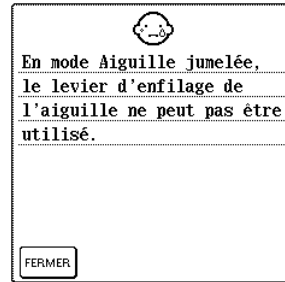 En mode Aiguille jumelée,
le levier d'enfilage de
l'aiguille ne peut pas être
utilisé.
FERMER